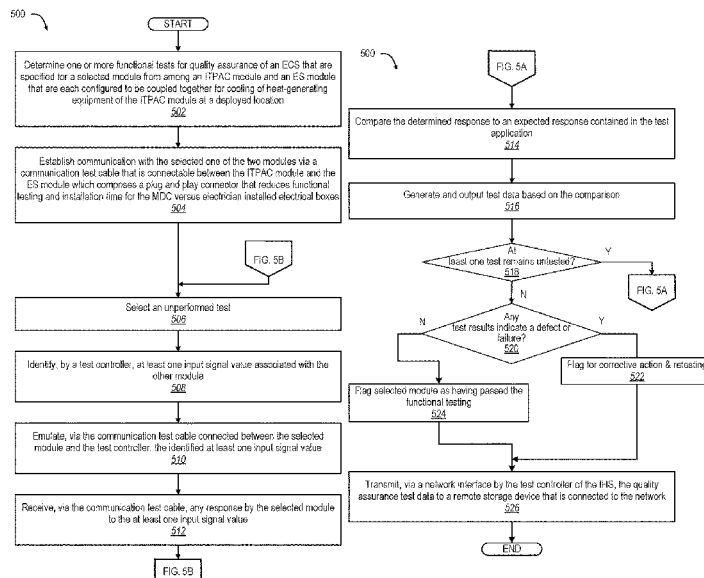 500
START
Determine one or more functional tests for quality assurance of an ECS that are
specified for a selected module from among an ITPAC module and an ES module
that are each configured to be coupled together for cooling of heat-generating
equipment of the ITPAC module at a deployed location
502
Establish communication with the selected one of the two modules via a
communication test cable that is connectable between the ITPAC module and the
ES module which comprises a plug and play connector that reduces functional
testing and installation time for the MDC versus electrician installed electrical boxes
504
FIG. 5B
Select an unperformed test
506
Identify, by a test controller, at least one input signal value associated with the
other module
508
Emulate, via the communication test cable connected between the selected
module and the test controller, the identified at least one input signal value
510
Receive, via the communication test cable, any response by the selected module
to the at least one input signal value
512
FIG. 5B
500
FIG. 5A
Compare the determined response to an expected response contained in the test
application
514
Generate and output test data based on the comparison
516
At
least one test remains untested?
518
Y
FIG. 5A
N
Any
test results indicate a defect or
failure?
520
N
Y
Flag for corrective action & retesting
522
Flag selected module as having passed the
functional testing
524
Transmit, via a network interface by the test controller of the IHS, the quality
assurance test data to a remote storage device that is connected to the network
526
END